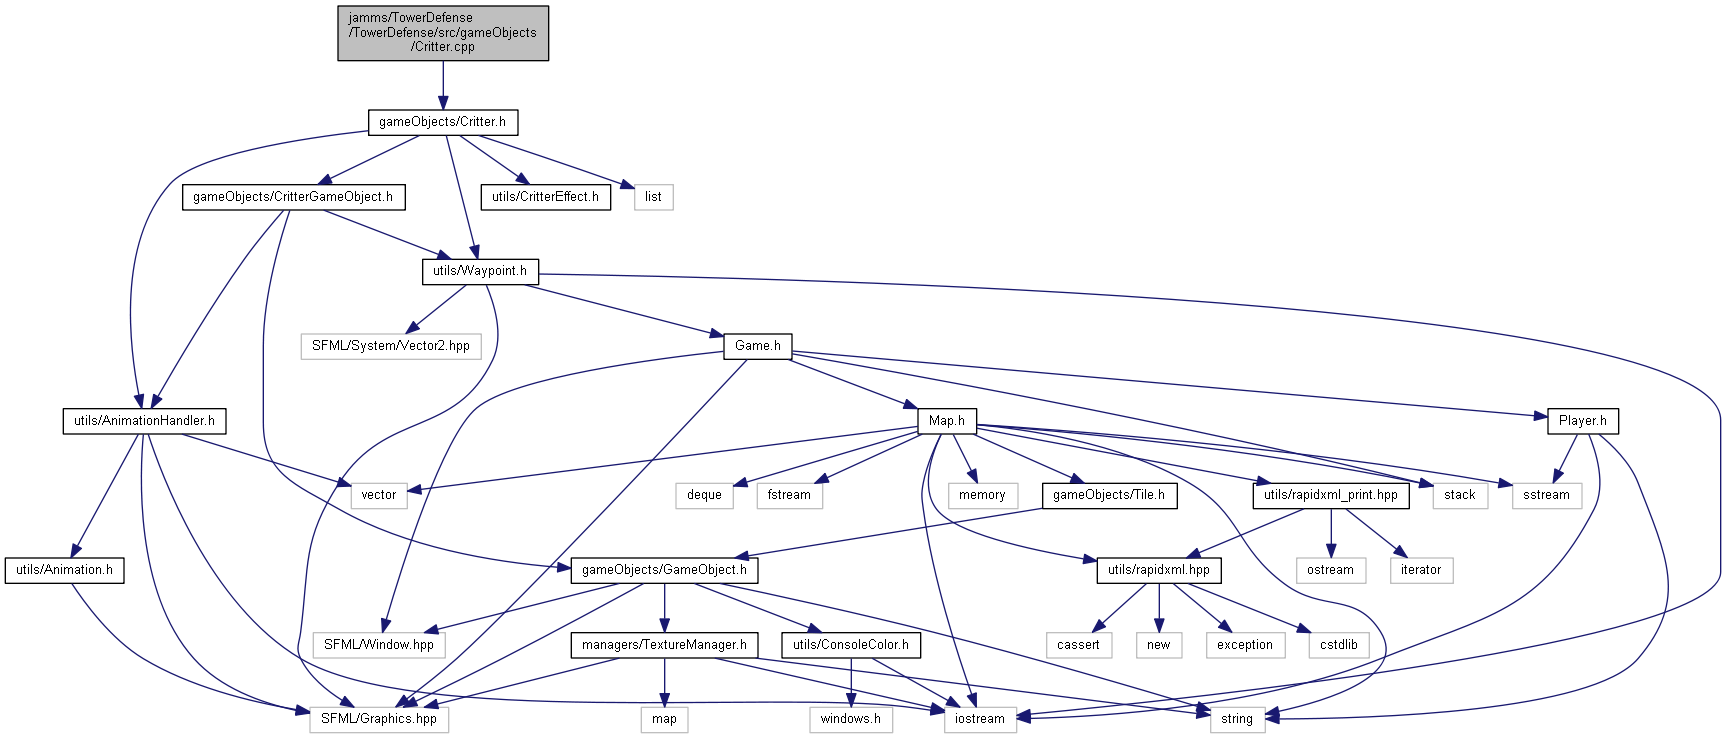 jamms/TowerDefense
/TowerDefense/src/gameObjects
/Critter.cpp
gameObjects/Critter.h
gameObjects/CritterGameObject.h
utils/CritterEffect.h
list
utils/Waypoint.h
SFML/System/Vector2.hpp
Game.h
utils/AnimationHandler.h
Map.h
Player.h
vector
deque
fstream
memory
gameObjects/Tile.h
utils/rapidxml_print.hpp
stack
sstream
utils/Animation.h
gameObjects/GameObject.h
utils/rapidxml.hpp
ostream
iterator
SFML/Window.hpp
managers/TextureManager.h
utils/ConsoleColor.h
cassert
new
exception
cstdlib
SFML/Graphics.hpp
map
windows.h
iostream
string